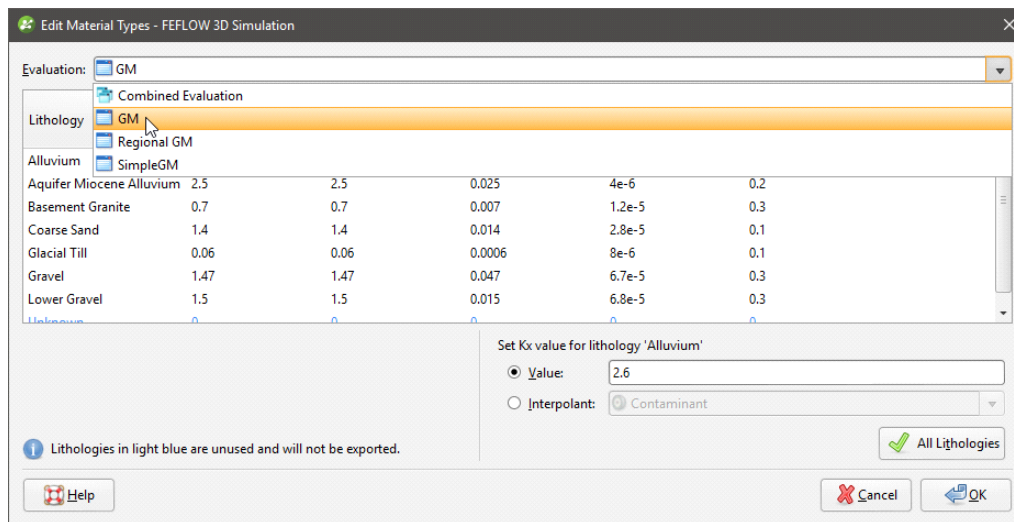 Edit Material Types - FEFLOW 3D Simulation
Evaluation: GM
Combined Evaluation
Lithology GM
Regional GM
Alluvium SimpleGM
Aquifer Miocene Alluvium 2.5 2.5 0.025 4e-6 0.2
Basement Granite 0.7 0.7 0.007 1.2e-5 0.3
Coarse Sand 1.4 1.4 0.014 2.8e-5 0.1
Glacial Till 0.06 0.06 0.0006 8e-6 0.1
Gravel 1.47 1.47 0.047 6.7e-5 0.3
Lower Gravel 1.5 1.5 0.015 6.8e-5 0.3
Unknown 0 0 0 0 0
Set Kx value for lithology 'Alluvium'
Value: 2.6
Interpolant: Contaminant
Lithologies in light blue are unused and will not be exported.
All Lithologies
Help Cancel OK